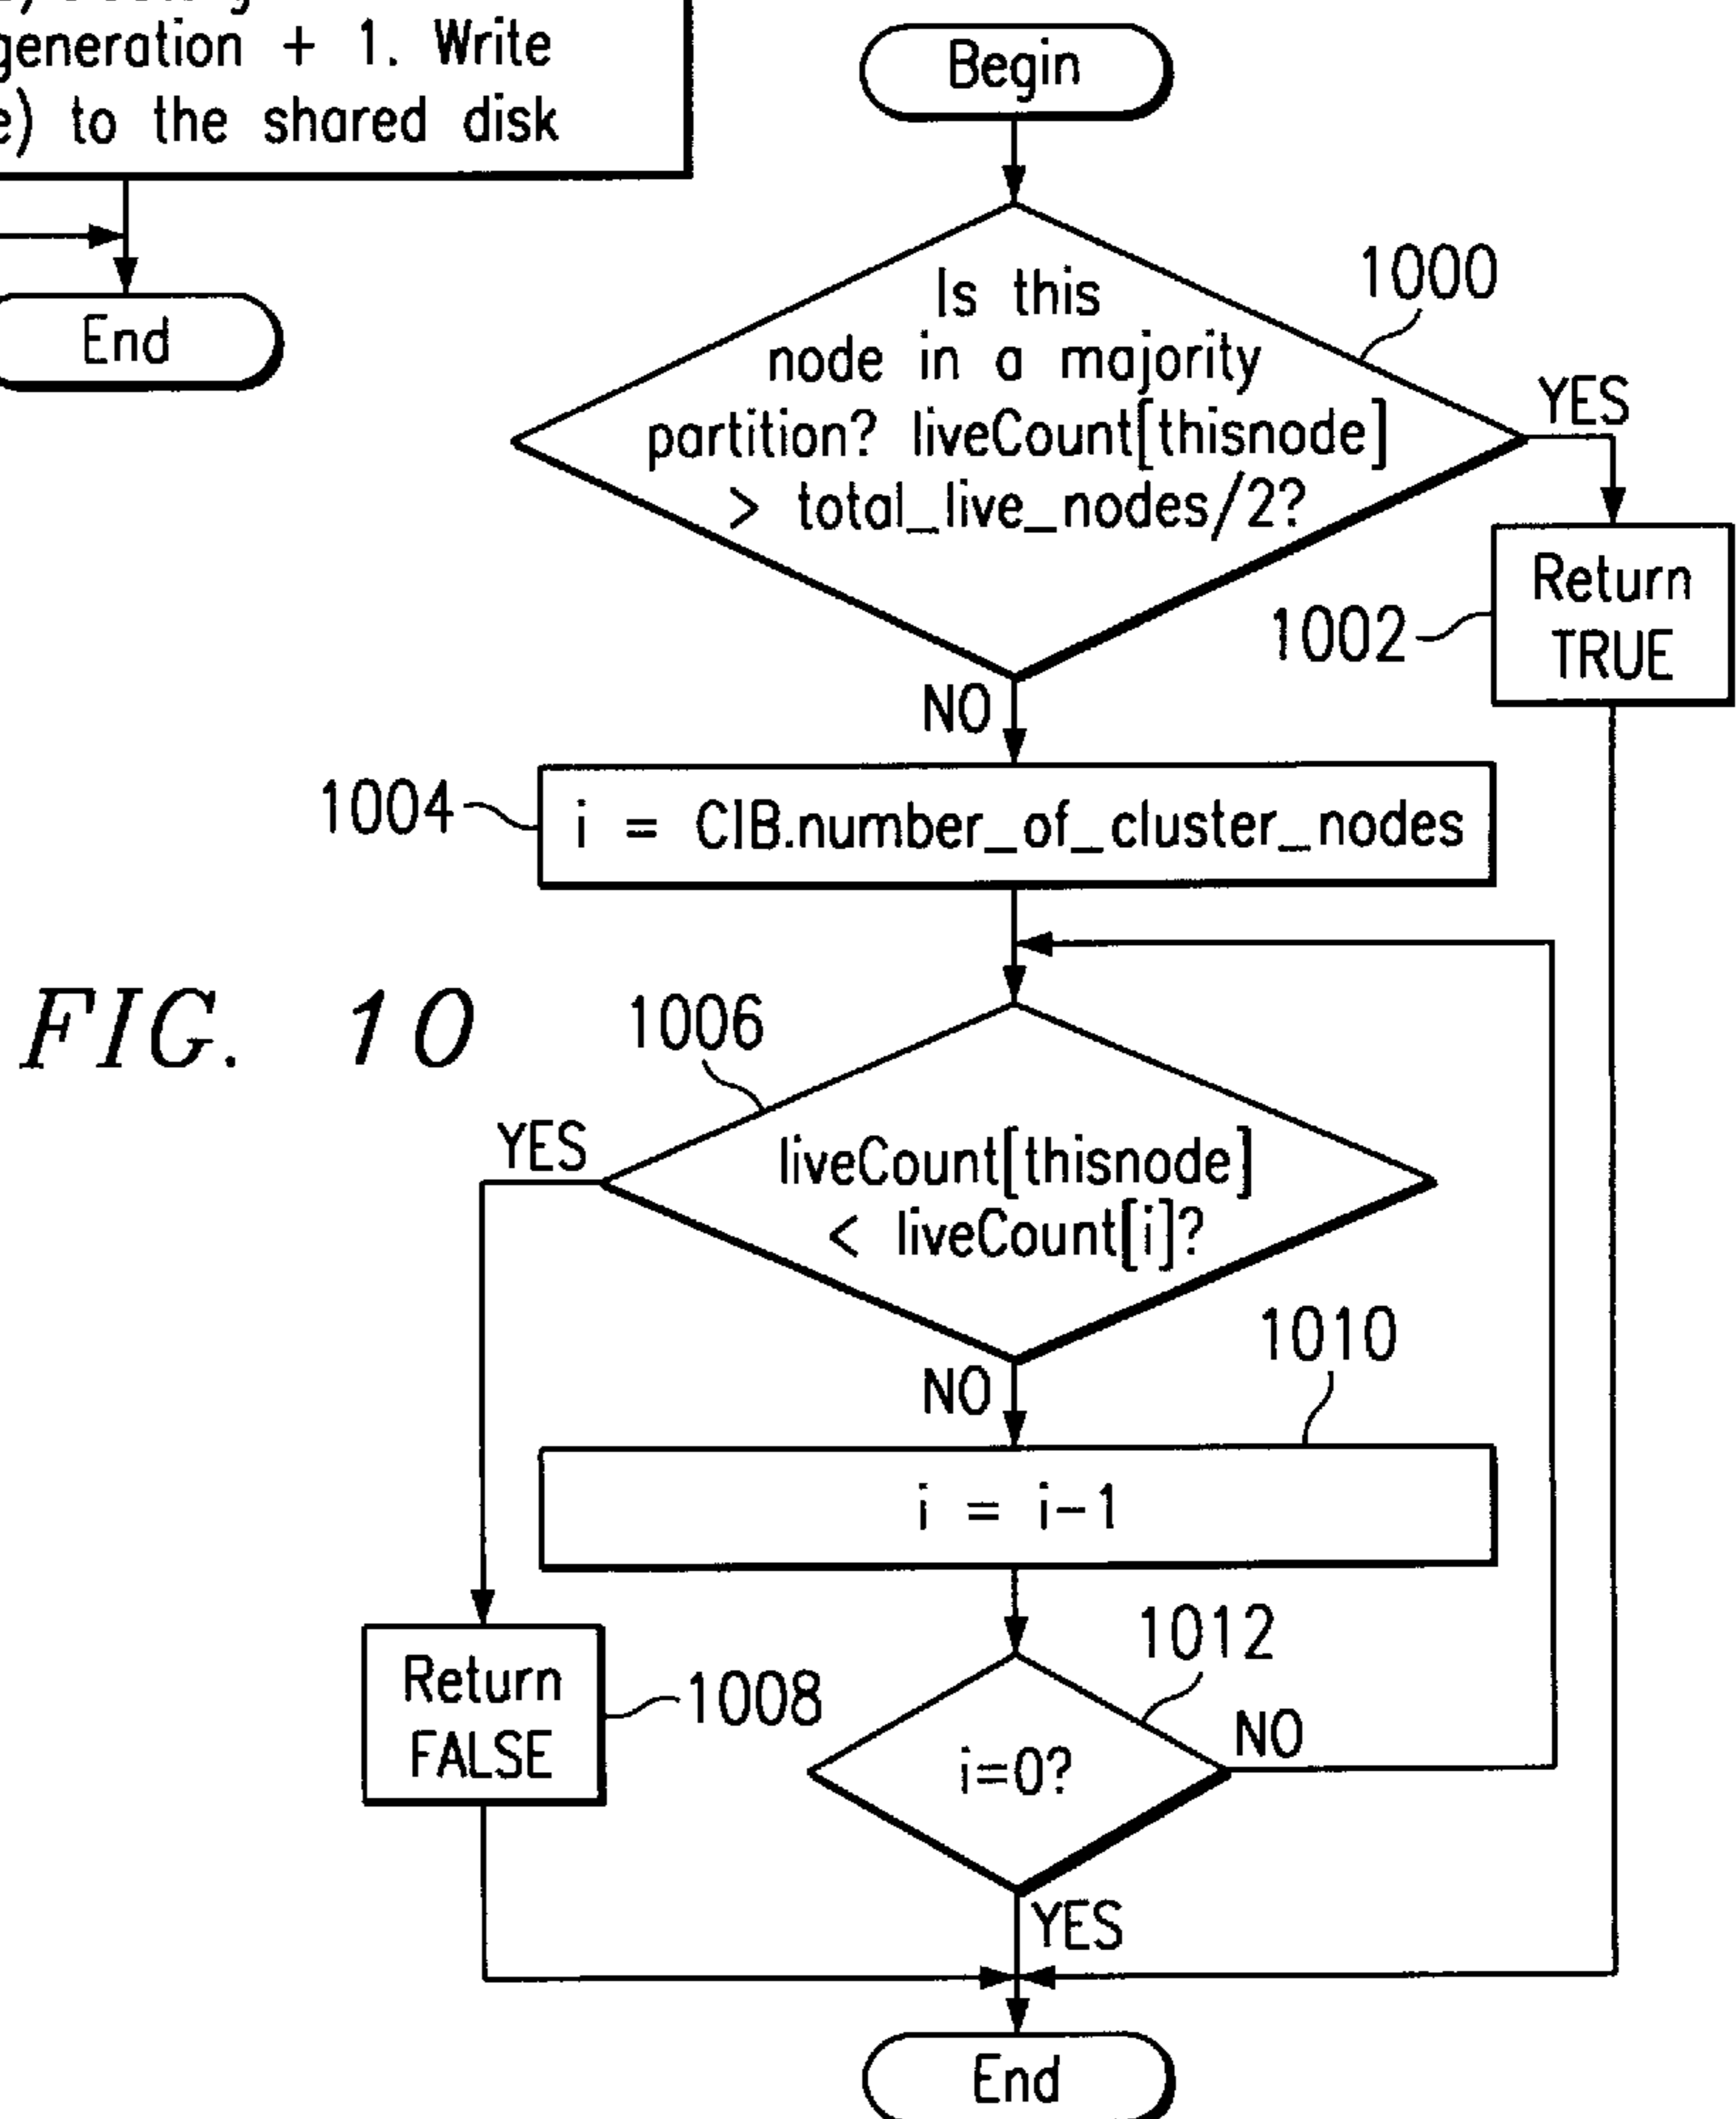 generation + 1. Write
to the shared disk
End
Begin
Is this
node in a majority
partition? liveCount[thisnode]
> total_live_nodes/2?
1000
YES
Return
TRUE
1002
NO
1004
i = CIB.number_of_cluster_nodes
FIG. 10
1006
YES
liveCount[thisnode]
< liveCount[i]?
NO
1010
i = i-1
Return
FALSE
1008
1012
i=0?
NO
YES
End